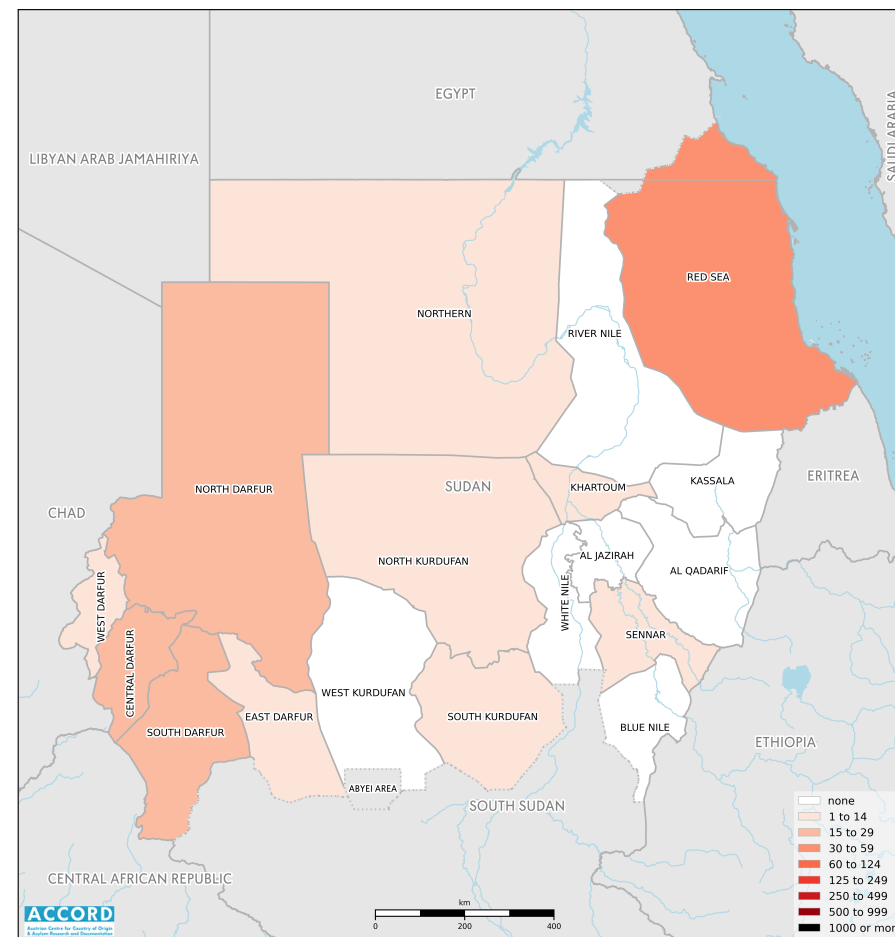 EGYPT
SAUDI ARABIA
LIBYAN ARAB JAMAHIRIYA
RED SEA
NORTHERN
RIVER NILE
KASSALA
ERITREA
SUDAN
KHARTOUM
NORTH DARFUR
CHAD
AL JAZIRAH
NORTH KURDUFAN
AL QADARIF
WHITE NILE
WEST DARFUR
SENNAR
CENTRAL DARFUR
WEST KURDUFAN
EAST DARFUR
SOUTH KURDUFAN
BLUE NILE
SOUTH DARFUR
ETHIOPIA
ABYEI AREA
SOUTH SUDAN
CENTRAL AFRICAN REPUBLIC
none
1 to 14
15 to 29
30 to 59
60 to 124
125 to 249
250 to 499
500 to 999
1000 or mo
km
0 200 400
ACCORD
Austrian Centre for Country of Origin
& Asylum Research and Documentation